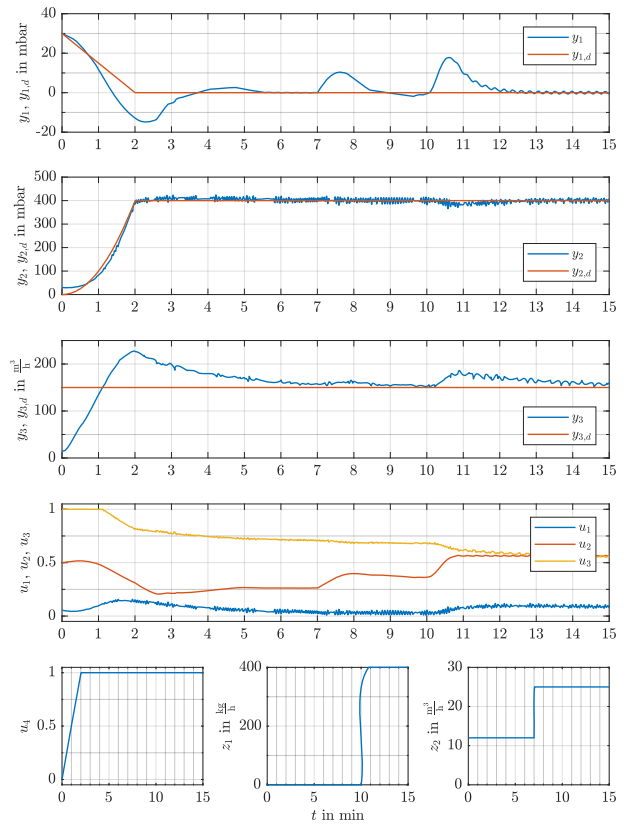 40
20
0
-20
y1, y1,d in mbar
y1
y1,d
0 1 2 3 4 5 6 7 8 9 10 11 12 13 14 15
500
400
300
200
100
0
y2, y2,d in mbar
y2
y2,d
0 1 2 3 4 5 6 7 8 9 10 11 12 13 14 15
200
100
0
y3, y3,d in m³/h
y3
y3,d
0 1 2 3 4 5 6 7 8 9 10 11 12 13 14 15
1
0.5
0
u1, u2, u3
u1
u2
u3
0 1 2 3 4 5 6 7 8 9 10 11 12 13 14 15
1
0.5
0
u4
0 5 10 15
400
200
0
z1 in kg/h
0 5 10 15
30
20
10
0
z2 in m³/h
0 5 10 15
t in min